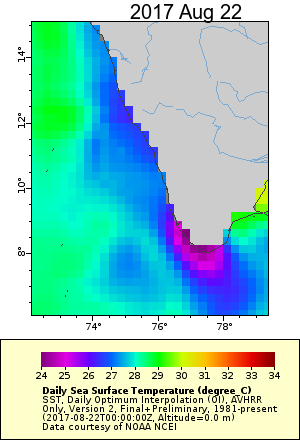 2017 Aug 22
14°
12°
10°
8°
74°
76°
78°
24 25 26 27 28 29 30 31 32 33 34
Daily Sea Surface Temperature (degree_C)
SST, Daily Optimum Interpolation (OI), AVHRR
Only, Version 2, Final+Preliminary, 1981-present
(2017-08-22T00:00:00Z, Altitude=0.0 m)
Data courtesy of NOAA NCEI